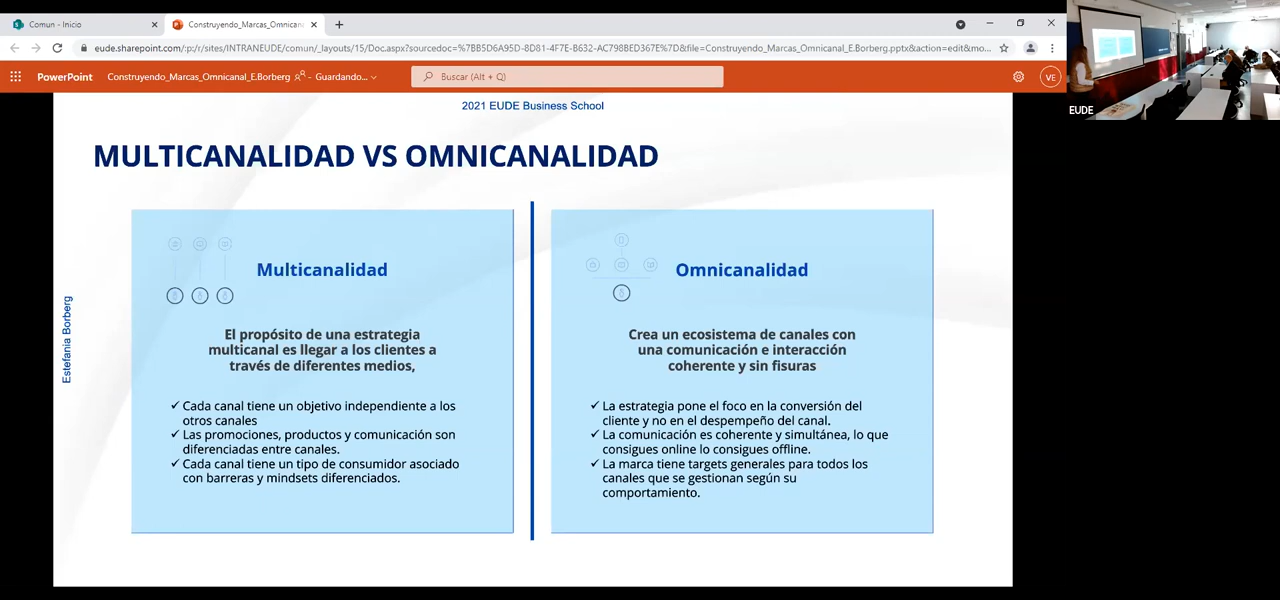 Comun - Inicio
Construyendo_Marcas_Omnicana
eude.sharepoint.com/:p:/r/sites/INTRANEUDE/comun/_layouts/15/Doc.aspx?sourcedoc=%7BB5D6A95D-8D81-4F7E-B632-AC798BED367E%7D&file=Construyendo_Marcas_Omnicanal_E.Borberg.pptx&action=edit&mo...
PowerPoint
Construyendo_Marcas_Omnicanal_E.Borberg
- Guardando...
Buscar (Alt + Q)
VE
EUDE
2021 EUDE Business School
MULTICANALIDAD VS OMNICANALIDAD
Estefania Borberg
Multicanalidad
El propósito de una estrategia
multicanal es llegar a los clientes a
través de diferentes medios,
✓ Cada canal tiene un objetivo independiente a los
otros canales
✓ Las promociones, productos y comunicación son
diferenciadas entre canales.
✓ Cada canal tiene un tipo de consumidor asociado
con barreras y mindsets diferenciados.
Omnicanalidad
Crea un ecosistema de canales con
una comunicación e interacción
coherente y sin fisuras
✓ La estrategia pone el foco en la conversión del
cliente y no en el despempeño del canal.
✓ La comunicación es coherente y simultánea, lo que
consigues online lo consigues offline.
✓ La marca tiene targets generales para todos los
canales que se gestionan según su
comportamiento.